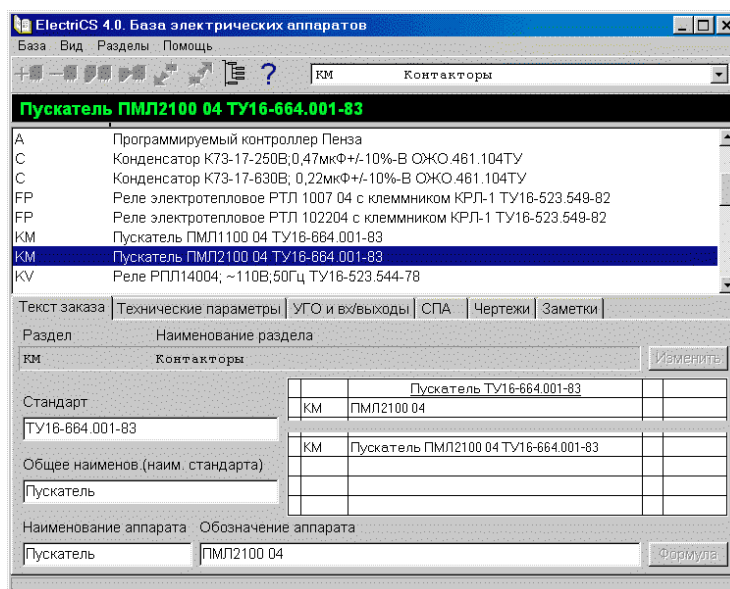 ElectriCS 4.0. База электрических аппаратов
База Вид Разделы Помощь
КМ Контакторы
Пускатель ПМЛ2100 04 ТУ16-664.001-83
A Программируемый контроллер Пенза
C Конденсатор К73-17-250В;0,47мкФ+/-10%-В ОЖО.461.104ТУ
C Конденсатор К73-17-630В; 0,22мкФ+/-10%-В ОЖО.461.104ТУ
FP Реле электротепловое РТЛ 1007 04 с клеммником КРЛ-1 ТУ16-523.549-82
FP Реле электротепловое РТЛ 102204 с клеммником КРЛ-1 ТУ16-523.549-82
KM Пускатель ПМЛ1100 04 ТУ16-664.001-83
KM Пускатель ПМЛ2100 04 ТУ16-664.001-83
KV Реле РПЛ14004; ~110В;50Гц ТУ16-523.544-78
Текст заказа Технические параметры УГО и вх/выходы СПА Чертежи Заметки
Раздел Наименование раздела
КМ Контакторы Изменить
Пускатель ТУ16-664.001-83
Стандарт КМ ПМЛ2100 04
ТУ16-664.001-83
КМ Пускатель ПМЛ2100 04 ТУ16-664.001-83
Общее наименов.(наим. стандарта)
Пускатель
Наименование аппарата Обозначение аппарата
Пускатель ПМЛ2100 04 Формула